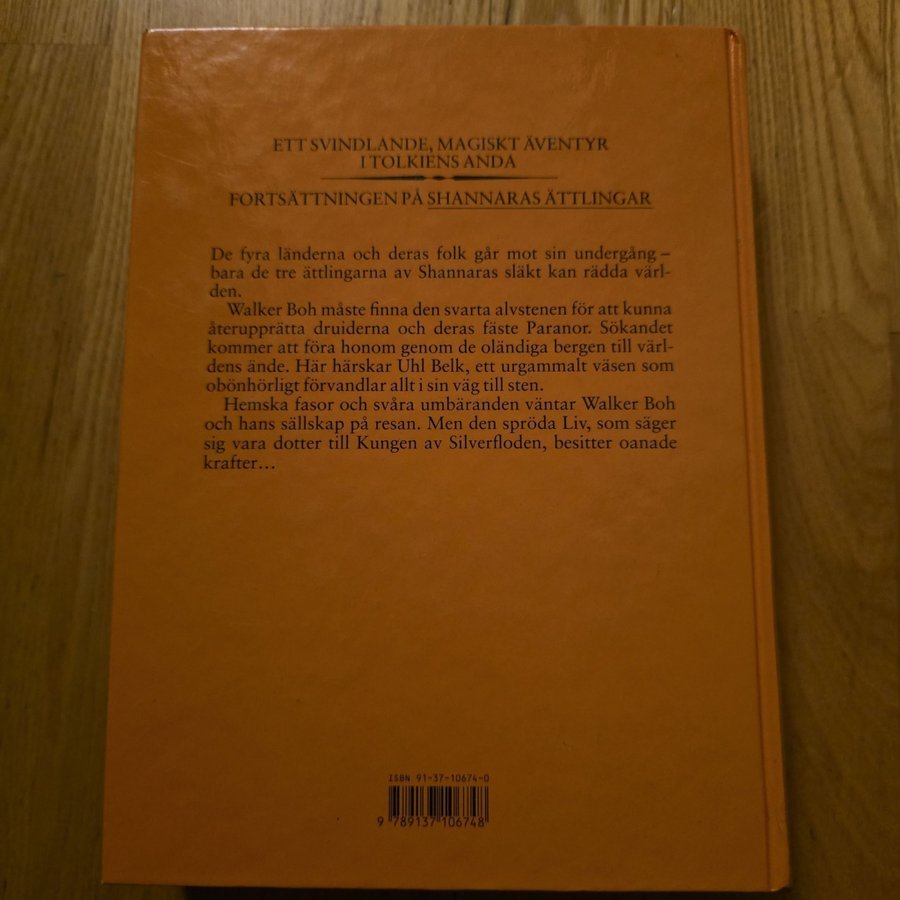 ETT SVINDLANDE, MAGISKT ÄVENTYR
I TOLKIENS ANDA
FORTSÄTTNINGEN PÅ SHANNARAS ÄTTLINGAR
De fyra länderna och deras folk går mot sin undergång –
bara de tre ättlingarna av Shannaras släkt kan rädda värl-
den.
Walker Boh måste finna den svarta alvstenen för att kunna
återupprätta druiderna och deras fäste Paranor. Sökandet
kommer att föra honom genom de oländiga bergen till värl-
dens ände. Här härskar Uhl Belk, ett urgammalt väsen som
obönhörligt förvandlar allt i sin väg till sten.
Hemska fasor och svåra umbäranden väntar Walker Boh
och hans sällskap på resan. Men den spröda Liv, som säger
sig vara dotter till Kungen av Silverfloden, besitter oanade
krafter…
ISBN 91-37-10674-0
9 789137 106748